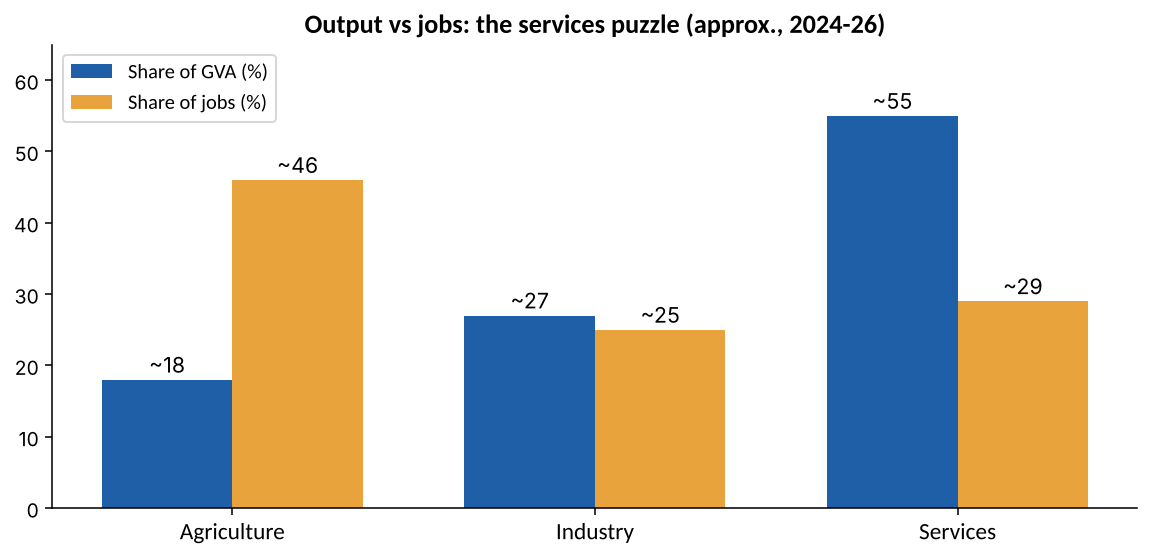 Output vs jobs: the services puzzle (approx., 2024-26)
Share of GVA (%)
Share of jobs (%)
60
50
40
30
20
10
0
~18
~46
~27
~25
~55
~29
Agriculture
Industry
Services